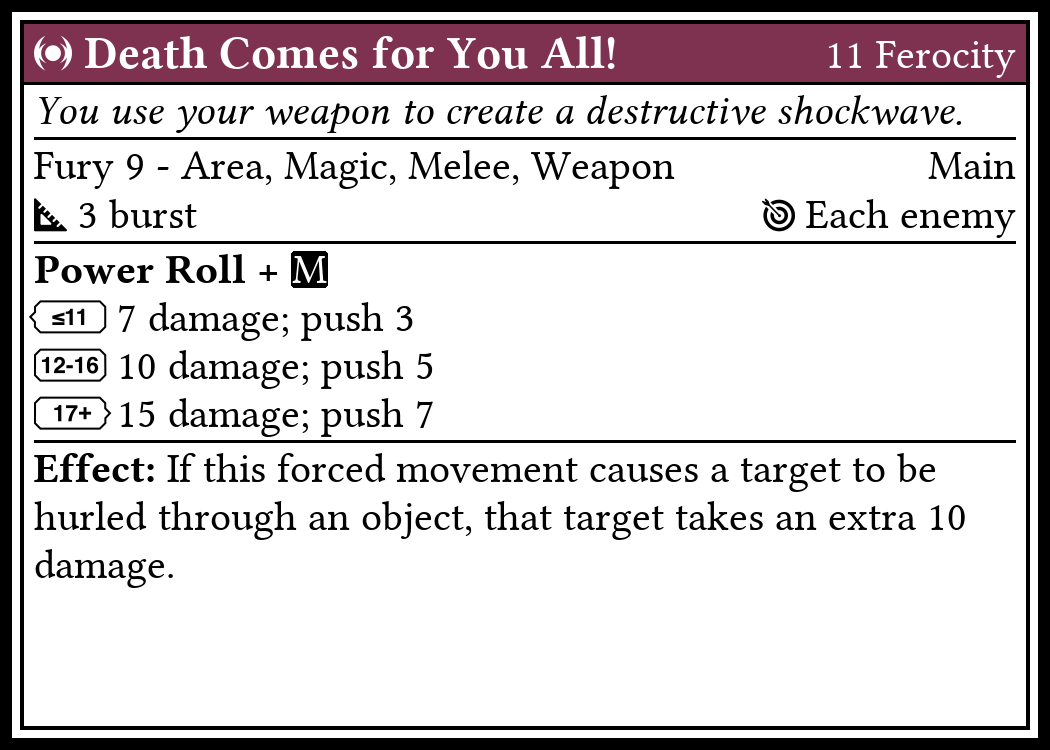 Death Comes for You All! 11 Ferocity
You use your weapon to create a destructive shockwave.
Fury 9 - Area, Magic, Melee, Weapon Main
3 burst Each enemy
Power Roll + M
≤11 7 damage; push 3
12-16 10 damage; push 5
17+ 15 damage; push 7
Effect: If this forced movement causes a target to be
hurled through an object, that target takes an extra 10
damage.